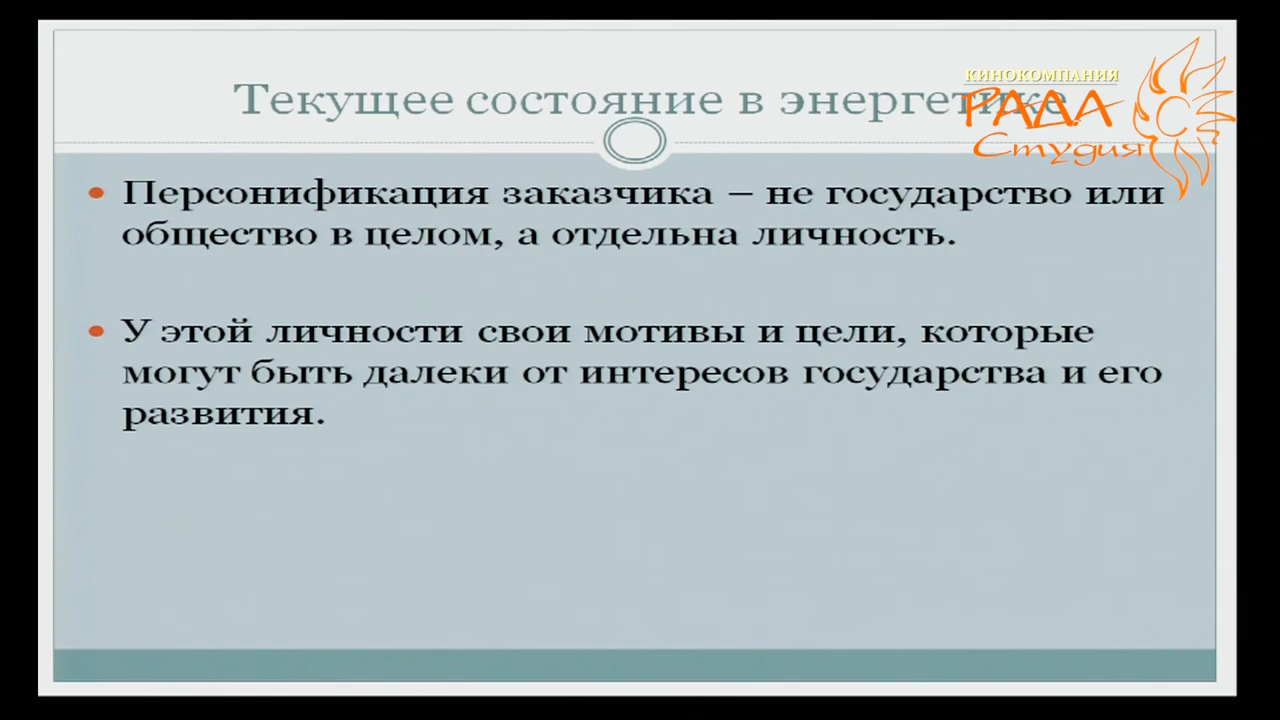 Текущее состояние в энергетике
КИНОКОМПАНИЯ
РАДА
Студия
Персонификация заказчика – не государство или
общество в целом, а отдельна личность.
У этой личности свои мотивы и цели, которые
могут быть далеки от интересов государства и его
развития.